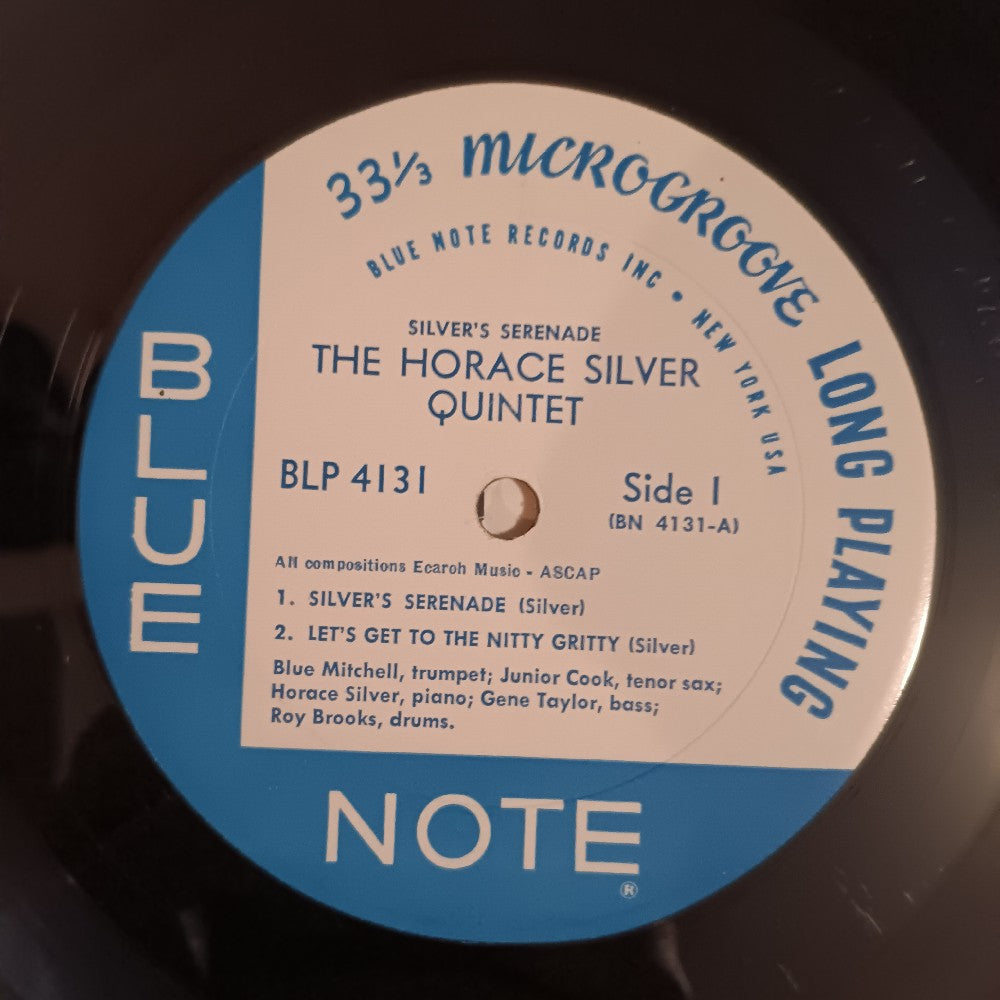 33⅓ MICROGROOVE LONG PLAYING
BLUE NOTE RECORDS INC • NEW YORK USA
SILVER'S SERENADE
THE HORACE SILVER
QUINTET
BLP 4131
Side 1
(BN 4131-A)
All compositions Ecaroh Music - ASCAP
1. SILVER'S SERENADE (Silver)
2. LET'S GET TO THE NITTY GRITTY (Silver)
Blue Mitchell, trumpet; Junior Cook, tenor sax;
Horace Silver, piano; Gene Taylor, bass;
Roy Brooks, drums.
BLUE
NOTE
®